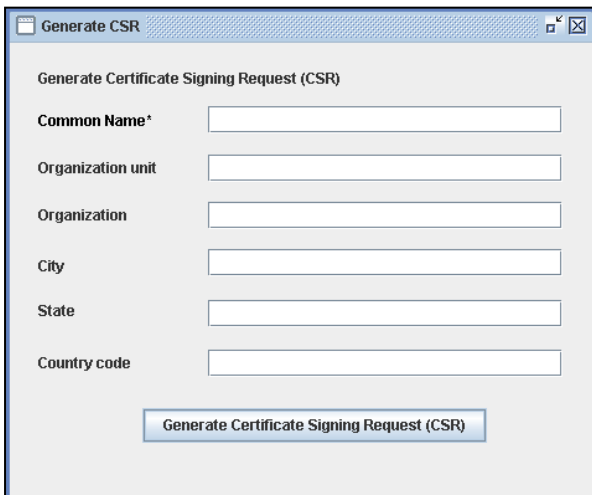 Generate CSR
Generate Certificate Signing Request (CSR)
Common Name*
Organization unit
Organization
City
State
Country code
Generate Certificate Signing Request (CSR)